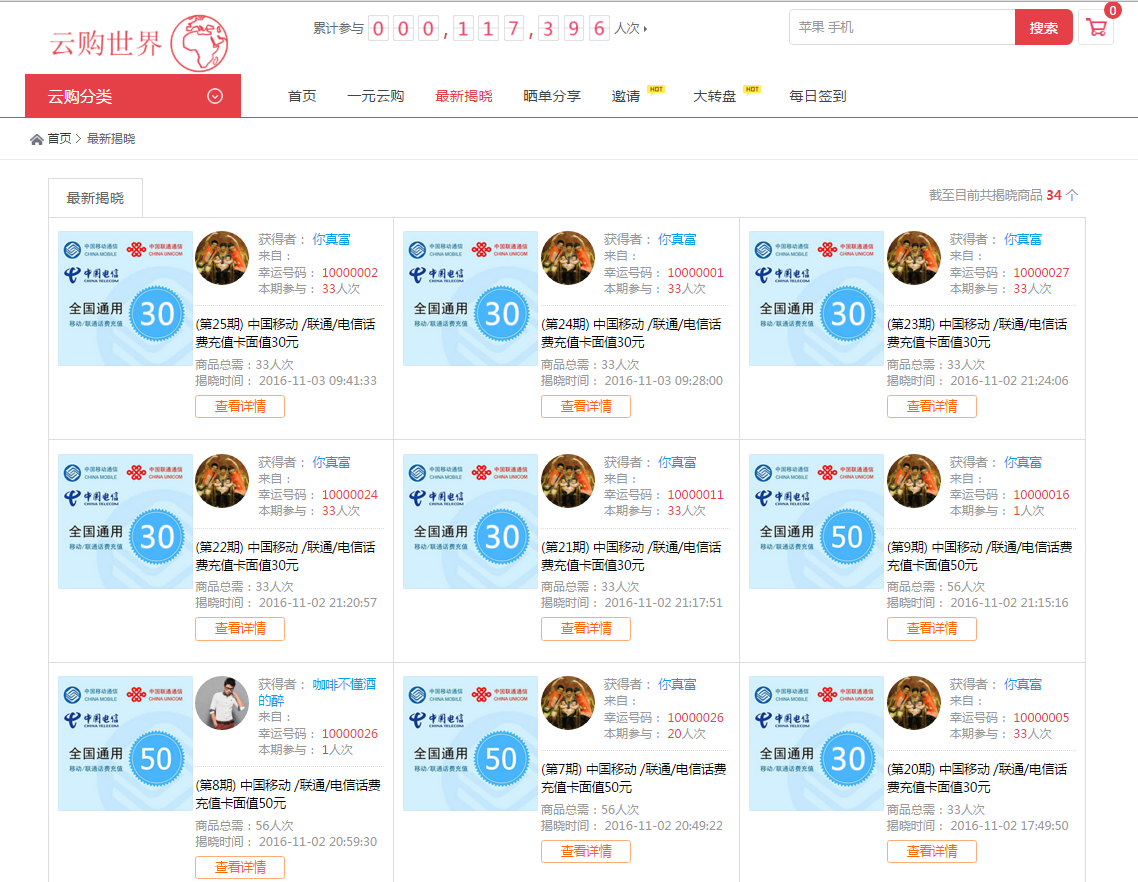 云购世界
累计参与 000,117,396 人次
苹果 手机
搜索
0
云购分类
首页 一元云购 最新揭晓 晒单分享 邀请 HOT 大转盘 HOT 每日签到
首页 > 最新揭晓
最新揭晓
截至目前共揭晓商品 34 个
中国移动通信 CHINA MOBILE
中国联通通信 CHINA UNICOM
中国电信 CHINA TELECOM
全国通用 30
移动/联通话费充值
获得者： 你真富
来自：
幸运号码： 10000002
本期参与： 33人次
(第25期) 中国移动 /联通/电信话
费充值卡面值30元
商品总需：33人次
揭晓时间： 2016-11-03 09:41:33
查看详情
中国移动通信 CHINA MOBILE
中国联通通信 CHINA UNICOM
中国电信 CHINA TELECOM
全国通用 30
移动/联通话费充值
获得者： 你真富
来自：
幸运号码： 10000001
本期参与： 33人次
(第24期) 中国移动 /联通/电信话
费充值卡面值30元
商品总需：33人次
揭晓时间： 2016-11-03 09:28:00
查看详情
中国移动通信 CHINA MOBILE
中国联通通信 CHINA UNICOM
中国电信 CHINA TELECOM
全国通用 30
移动/联通话费充值
获得者： 你真富
来自：
幸运号码： 10000027
本期参与： 33人次
(第23期) 中国移动 /联通/电信话
费充值卡面值30元
商品总需：33人次
揭晓时间： 2016-11-02 21:24:06
查看详情
中国移动通信 CHINA MOBILE
中国联通通信 CHINA UNICOM
中国电信 CHINA TELECOM
全国通用 30
移动/联通话费充值
获得者： 你真富
来自：
幸运号码： 10000024
本期参与： 33人次
(第22期) 中国移动 /联通/电信话
费充值卡面值30元
商品总需：33人次
揭晓时间： 2016-11-02 21:20:57
查看详情
中国移动通信 CHINA MOBILE
中国联通通信 CHINA UNICOM
中国电信 CHINA TELECOM
全国通用 30
移动/联通话费充值
获得者： 你真富
来自：
幸运号码： 10000011
本期参与： 33人次
(第21期) 中国移动 /联通/电信话
费充值卡面值30元
商品总需：33人次
揭晓时间： 2016-11-02 21:17:51
查看详情
中国移动通信 CHINA MOBILE
中国联通通信 CHINA UNICOM
中国电信 CHINA TELECOM
全国通用 50
移动/联通话费充值
获得者： 你真富
来自：
幸运号码： 10000016
本期参与： 1人次
(第9期) 中国移动 /联通/电信话费
充值卡面值50元
商品总需：56人次
揭晓时间： 2016-11-02 21:15:16
查看详情
中国移动通信 CHINA MOBILE
中国联通通信 CHINA UNICOM
中国电信 CHINA TELECOM
全国通用 50
移动/联通话费充值
获得者： 咖啡不懂酒
的醉
来自：
幸运号码： 10000026
本期参与： 1人次
(第8期) 中国移动 /联通/电信话费
充值卡面值50元
商品总需：56人次
揭晓时间： 2016-11-02 20:59:30
查看详情
中国移动通信 CHINA MOBILE
中国联通通信 CHINA UNICOM
中国电信 CHINA TELECOM
全国通用 50
移动/联通话费充值
获得者： 你真富
来自：
幸运号码： 10000026
本期参与： 20人次
(第7期) 中国移动 /联通/电信话费
充值卡面值50元
商品总需：56人次
揭晓时间： 2016-11-02 20:49:22
查看详情
中国移动通信 CHINA MOBILE
中国联通通信 CHINA UNICOM
中国电信 CHINA TELECOM
全国通用 30
移动/联通话费充值
获得者： 你真富
来自：
幸运号码： 10000005
本期参与： 33人次
(第20期) 中国移动 /联通/电信话
费充值卡面值30元
商品总需：33人次
揭晓时间： 2016-11-02 17:49:50
查看详情